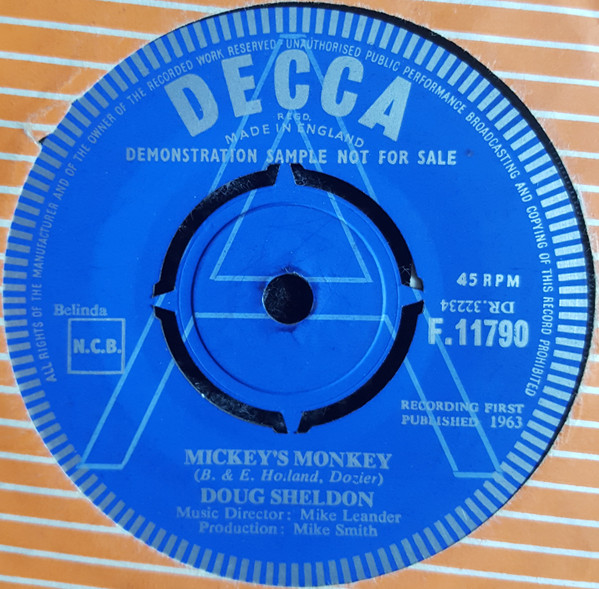 ALL RIGHTS OF THE MANUFACTURER AND OF THE OWNER OF THE RECORDED WORK RESERVED UNAUTHORISED PUBLIC PERFORMANCE BROADCASTING AND COPYING OF THIS RECORD PROHIBITED
DECCA
REGD.
MADE IN ENGLAND
DEMONSTRATION SAMPLE NOT FOR SALE
A
45 RPM
DR.32234
F.11790
Belinda
N.C.B.
RECORDING FIRST
PUBLISHED 1963
MICKEY'S MONKEY
(B. & E. Ho.land, Dozier)
DOUG SHELDON
Music Director: Mike Leander
Production: Mike Smith